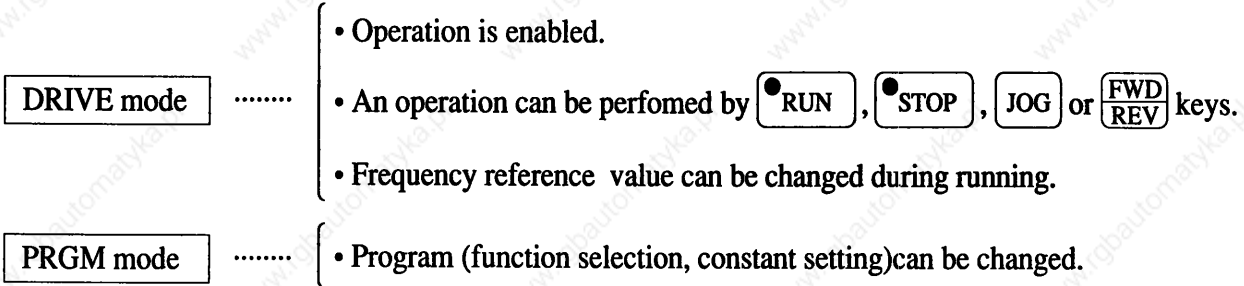 • Operation is enabled.
DRIVE mode ........ • An operation can be perfomed by RUN , STOP , JOG or FWD REV keys.
• Frequency reference value can be changed during running.
PRGM mode ........ • Program (function selection, constant setting)can be changed.